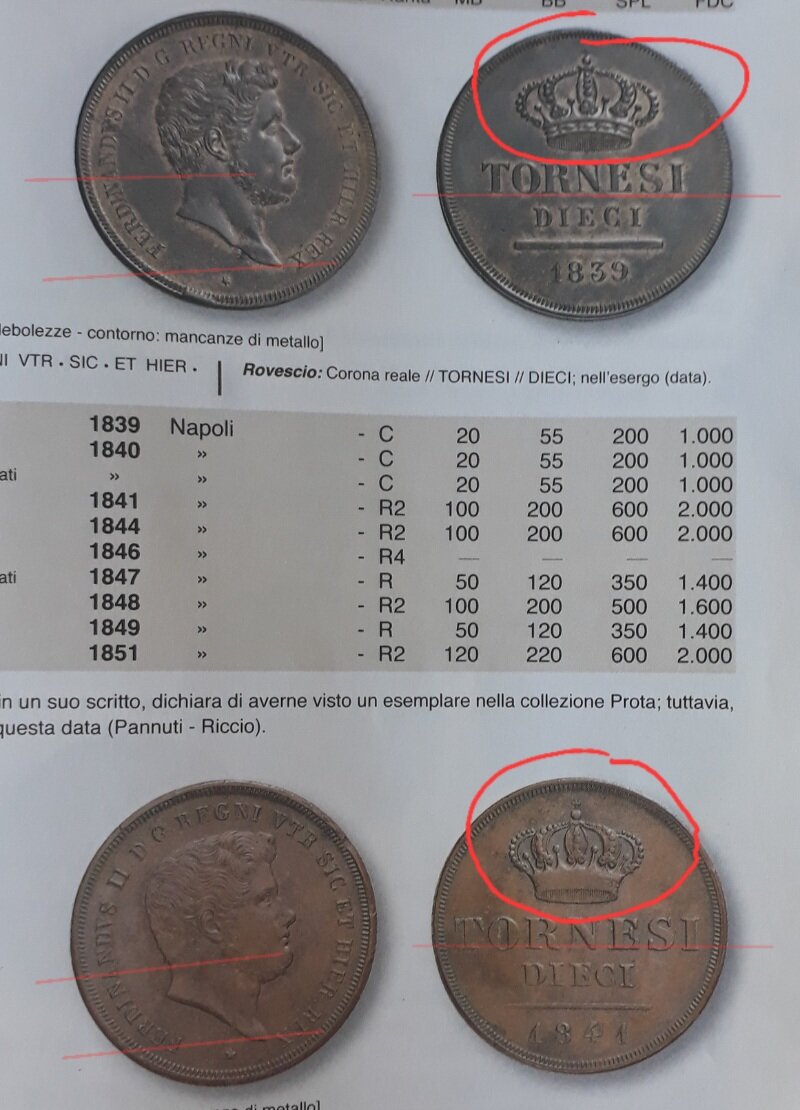 MB BB SPL FDC
FERDINANDVS II D G REGNI VTR SIC ET HIER REX
TORNESI
DIECI
1839
debolezze - contorno: mancanze di metallo]
NI VTR · SIC · ET HIER ·
Rovescio: Corona reale // TORNESI // DIECI; nell'esergo (data).
1839 Napoli - C 20 55 200 1.000
1840 » - C 20 55 200 1.000
ati » » - C 20 55 200 1.000
1841 » - R2 100 200 600 2.000
1844 » - R2 100 200 600 2.000
1846 » - R4 — — — —
ati 1847 » - R 50 120 350 1.400
1848 » - R2 100 200 500 1.600
1849 » - R 50 120 350 1.400
1851 » - R2 120 220 600 2.000
in un suo scritto, dichiara di averne visto un esemplare nella collezione Prota; tuttavia,
questa data (Pannuti - Riccio).
FERDINANDVS II D G REGNI VTR SIC ET HIER REX
TORNESI
DIECI
1841
di metallo]